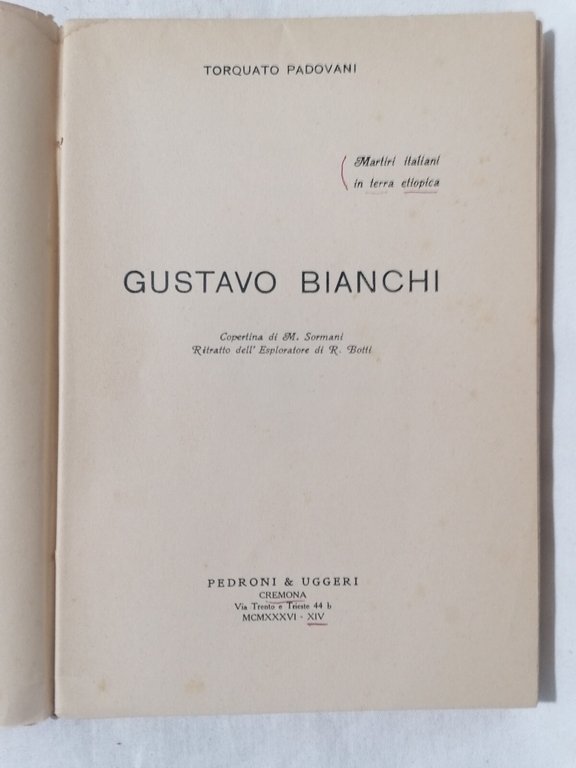 TORQUATO PADOVANI
Martiri italiani
in terra etiopica
GUSTAVO BIANCHI
Copertina di M. Sormani
Ritratto dell' Esploratore di R. Botti
PEDRONI & UGGERI
CREMONA
Via Trento e Trieste 44 b
MCMXXXVI - XIV